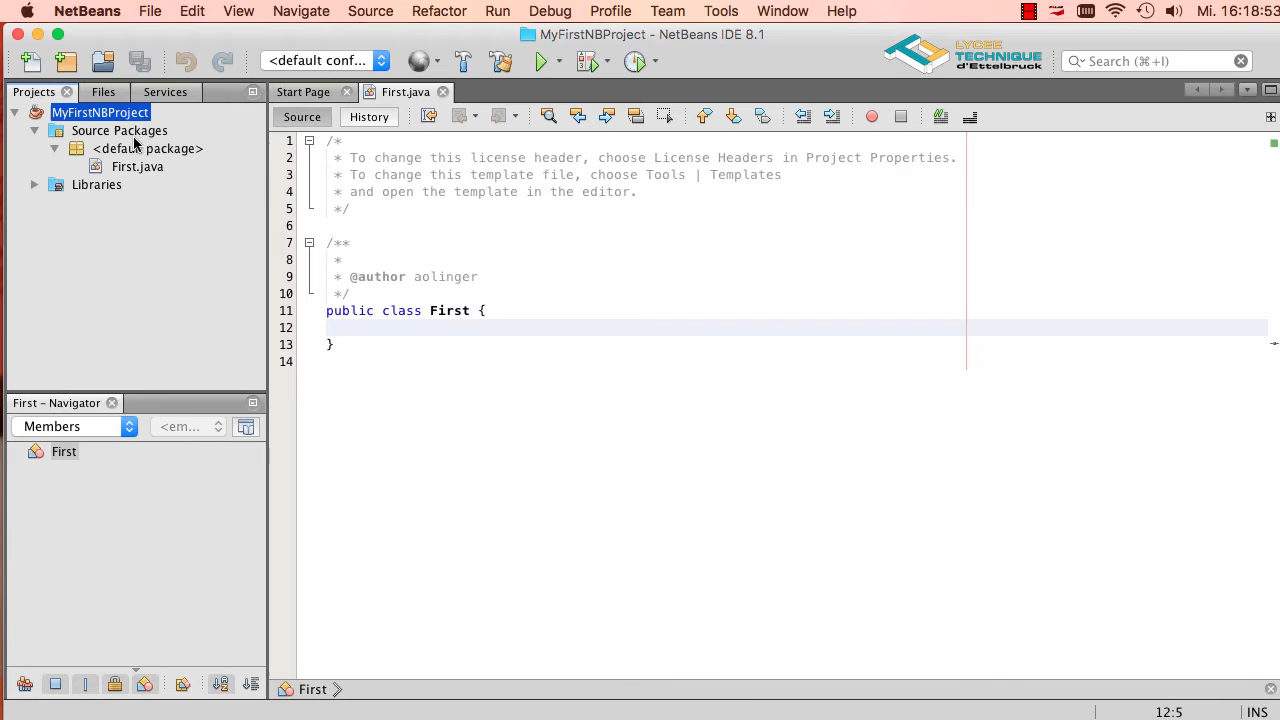 NetBeans File Edit View Navigate Source Refactor Run Debug Profile Team Tools Window Help Mi. 16:18:53
MyFirstNBProject - NetBeans IDE 8.1
<default conf...
LYCEE
TECHNIQUE
d'Ettelbruck
Search (⌘+I)
Projects Files Services
Start Page First.java
MyFirstNBProject
Source Packages
<default package>
First.java
Libraries
Source History
1 /*
2 * To change this license header, choose License Headers in Project Properties.
3 * To change this template file, choose Tools | Templates
4 * and open the template in the editor.
5 */
6
7 /**
8 *
9 * @author aolinger
10 */
11 public class First {
12
13 }
14
First – Navigator
Members <em...
First
First
12:5 INS